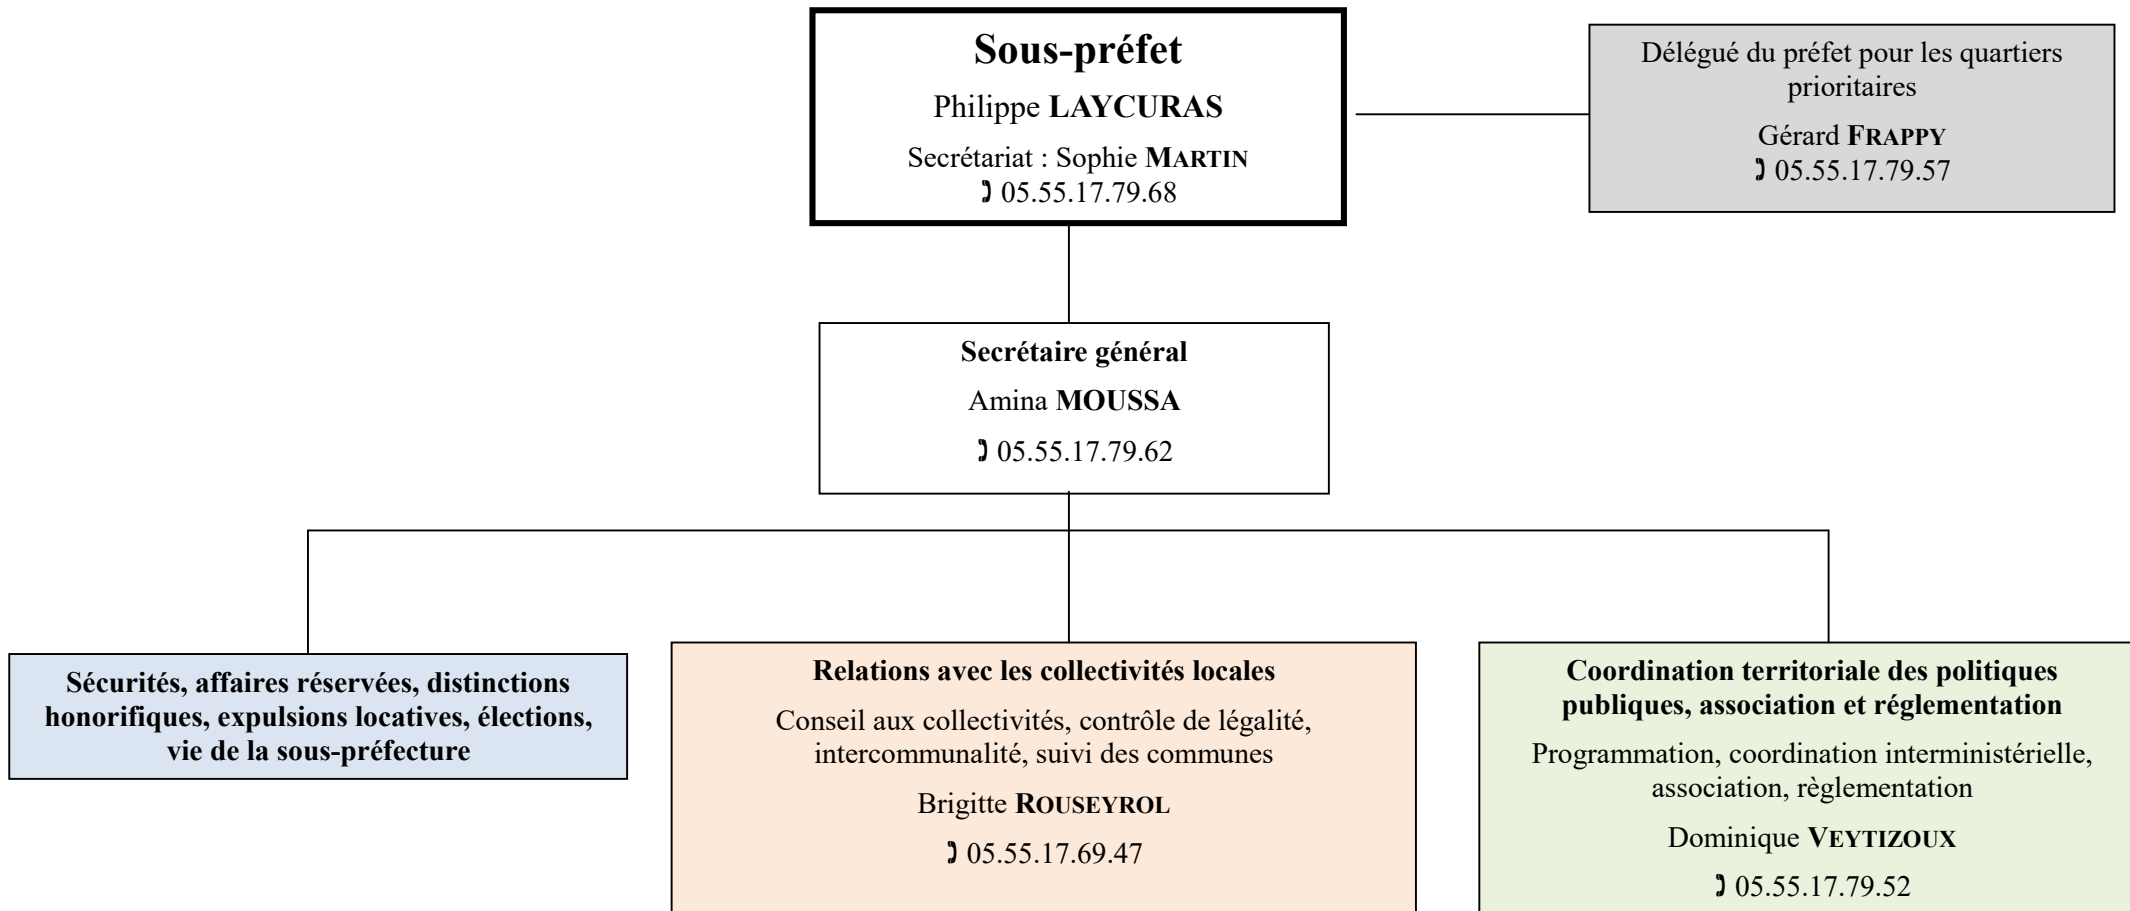 Sous-préfet
Philippe LAYCURAS
Secrétariat : Sophie MARTIN
05.55.17.79.68
Délégué du préfet pour les quartiers
prioritaires
Gérard FRAPPY
05.55.17.79.57
Secrétaire général
Amina MOUSSA
05.55.17.79.62
Sécurités, affaires réservées, distinctions
honorifiques, expulsions locatives, élections,
vie de la sous-préfecture
Relations avec les collectivités locales
Conseil aux collectivités, contrôle de légalité,
intercommunalité, suivi des communes
Brigitte ROUSEYROL
05.55.17.69.47
Coordination territoriale des politiques
publiques, association et réglementation
Programmation, coordination interministérielle,
association, règlementation
Dominique VEYTIZOUX
05.55.17.79.52